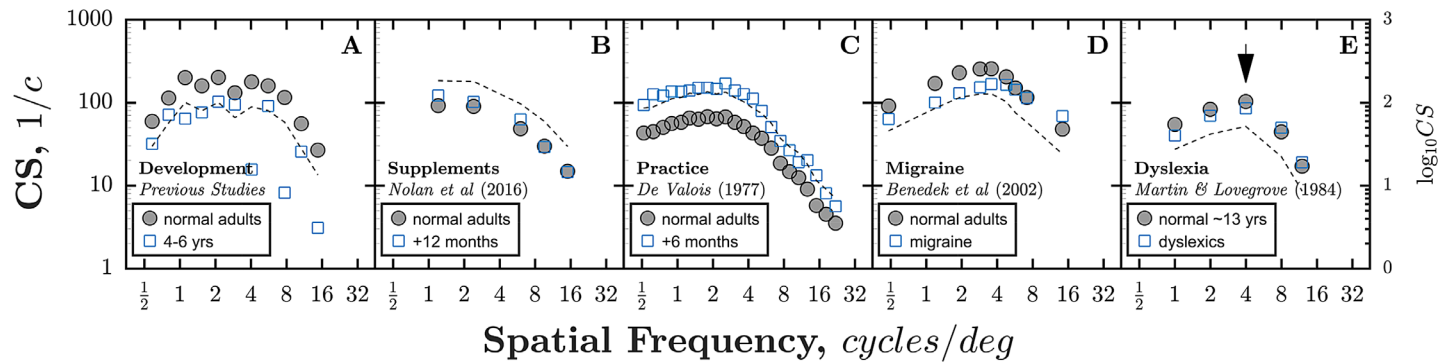 1000
100
10
1
CS, 1/c
A
Development
Previous Studies
normal adults
4-6 yrs
B
Supplements
Nolan et al (2016)
normal adults
+12 months
C
Practice
De Valois (1977)
normal adults
+6 months
D
Migraine
Benedek et al (2002)
normal adults
migraine
E
Dyslexia
Martin & Lovegrove (1984)
normal ~13 yrs
dyslexics
3
2
1
0
log10CS
1/2 1 2 4 8 16 32
1/2 1 2 4 8 16 32
1/2 1 2 4 8 16 32
1/2 1 2 4 8 16 32
1/2 1 2 4 8 16 32
Spatial Frequency, cycles/deg